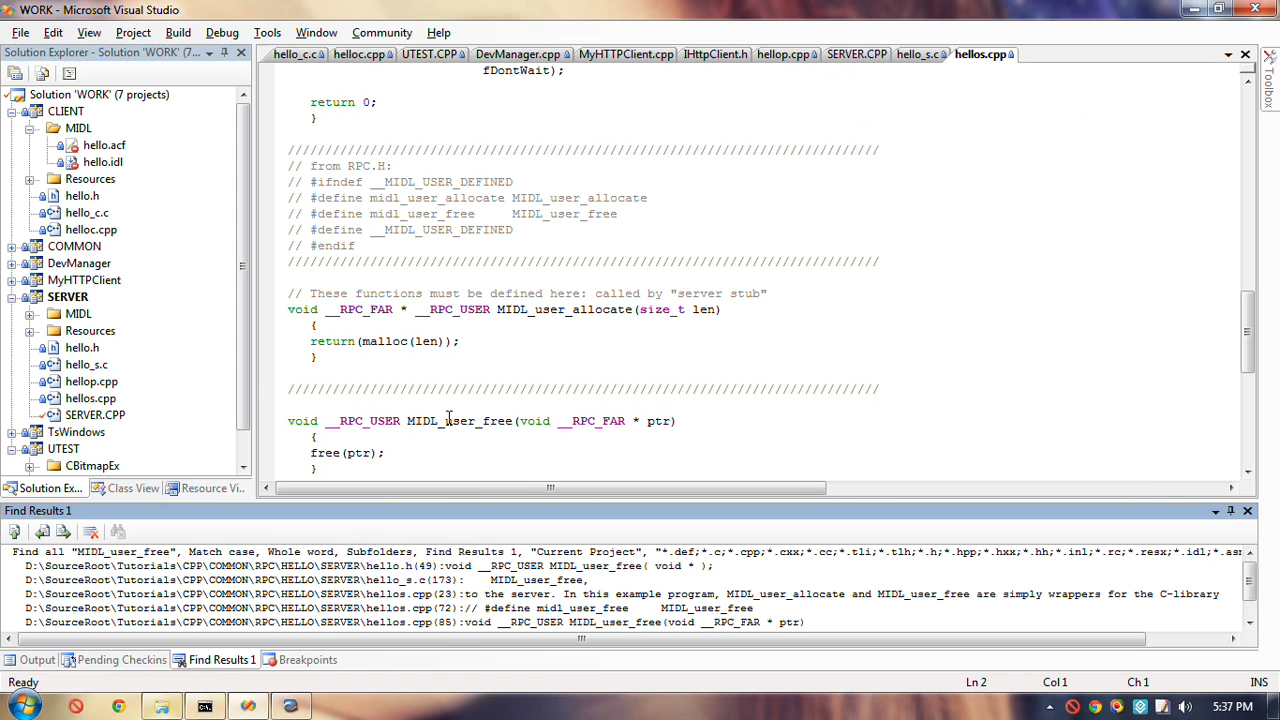 WORK - Microsoft Visual Studio
File Edit View Project Build Debug Tools Window Community Help
Solution Explorer - Solution 'WORK' (7 projects)
hello_c.c helloc.cpp UTEST.CPP DevManager.cpp MyHTTPClient.cpp IHttpClient.h hellop.cpp SERVER.CPP hello_s.c hellos.cpp
Toolbox
Solution 'WORK' (7 projects)
CLIENT
MIDL
hello.acf
hello.idl
Resources
hello.h
hello_c.c
helloc.cpp
COMMON
DevManager
MyHTTPClient
SERVER
MIDL
Resources
hello.h
hello_s.c
hellop.cpp
hellos.cpp
SERVER.CPP
TsWindows
UTEST
CBitmapEx
Solution Ex... Class View Resource Vi...
fDontWait);
return 0;
}
////////////////////////////////////////////////////////////////////////////////
// from RPC.H:
// #ifndef __MIDL_USER_DEFINED
// #define midl_user_allocate MIDL_user_allocate
// #define midl_user_free MIDL_user_free
// #define __MIDL_USER_DEFINED
// #endif
////////////////////////////////////////////////////////////////////////////////
// These functions must be defined here: called by "server stub"
void __RPC_FAR * __RPC_USER MIDL_user_allocate(size_t len)
{
return(malloc(len));
}
////////////////////////////////////////////////////////////////////////////////
void __RPC_USER MIDL_user_free(void __RPC_FAR * ptr)
{
free(ptr);
}
Find Results 1
Find all "MIDL_user_free", Match case, Whole word, Subfolders, Find Results 1, "Current Project", "*.def;*.c;*.cpp;*.cxx;*.cc;*.tli;*.tlh;*.h;*.hpp;*.hxx;*.hh;*.inl;*.rc;*.resx;*.idl;*.asm
D:\SourceRoot\Tutorials\CPP\COMMON\RPC\HELLO\SERVER\hello.h(49):void __RPC_USER MIDL_user_free( void * );
D:\SourceRoot\Tutorials\CPP\COMMON\RPC\HELLO\SERVER\hello_s.c(173): MIDL_user_free,
D:\SourceRoot\Tutorials\CPP\COMMON\RPC\HELLO\SERVER\hellos.cpp(23):to the server. In this example program, MIDL_user_allocate and MIDL_user_free are simply wrappers for the C-library
D:\SourceRoot\Tutorials\CPP\COMMON\RPC\HELLO\SERVER\hellos.cpp(72):// #define midl_user_free MIDL_user_free
D:\SourceRoot\Tutorials\CPP\COMMON\RPC\HELLO\SERVER\hellos.cpp(85):void __RPC_USER MIDL_user_free(void __RPC_FAR * ptr)
Output Pending Checkins Find Results 1 Breakpoints
Ready Ln 2 Col 1 Ch 1 INS
5:37 PM